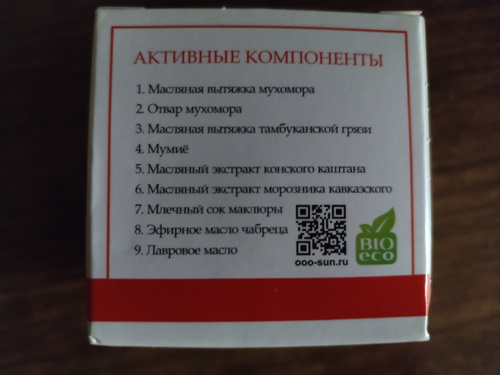 АКТИВНЫЕ КОМПОНЕНТЫ
1. Масляная вытяжка мухомора
2. Отвар мухомора
3. Масляная вытяжка тамбуканской грязи
4. Мумиё
5. Масляный экстракт конского каштана
6. Масляный экстракт морозника кавказского
7. Млечный сок маклюры
8. Эфирное масло чабреца
9. Лавровое масло
ooo-sun.ru
BIO
eco